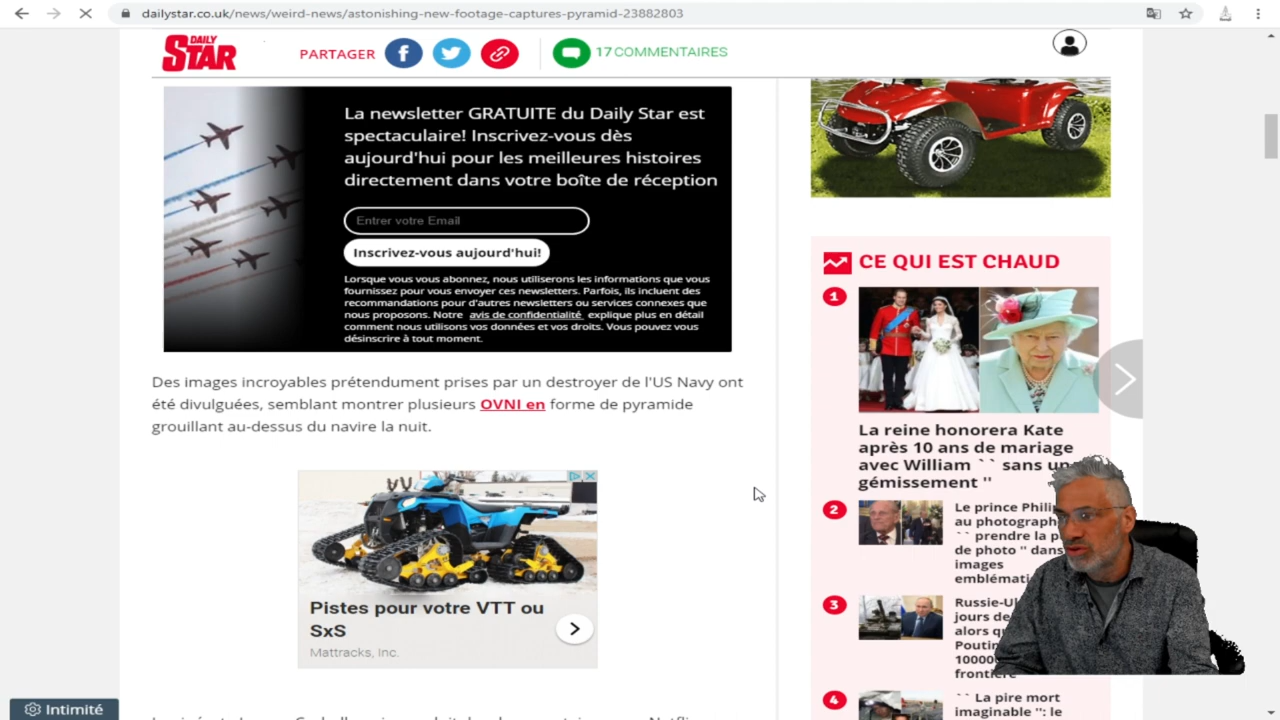 dailystar.co.uk/news/weird-news/astonishing-new-footage-captures-pyramid-23882803
DAILY
STAR
PARTAGER
17 COMMENTAIRES
La newsletter GRATUITE du Daily Star est
spectaculaire! Inscrivez-vous dès
aujourd'hui pour les meilleures histoires
directement dans votre boîte de réception
Entrer votre Email
Inscrivez-vous aujourd'hui!
Lorsque vous vous abonnez, nous utiliserons les informations que vous
fournissez pour vous envoyer ces newsletters. Parfois, ils incluent des
recommandations pour d'autres newsletters ou services connexes que
nous proposons. Notre avis de confidentialité explique plus en détail
comment nous utilisons vos données et vos droits. Vous pouvez vous
désinscrire à tout moment.
Des images incroyables prétendument prises par un destroyer de l'US Navy ont
été divulguées, semblant montrer plusieurs OVNI en forme de pyramide
grouillant au-dessus du navire la nuit.
Pistes pour votre VTT ou
SxS
Mattracks, Inc.
CE QUI EST CHAUD
1
La reine honorera Kate
après 10 ans de mariage
avec William `` sans un
gémissement ''
2
Le prince Philip
au photograph
`` prendre la p
de photo '' dans
images
emblémati
3
Russie-Uk
jours de
alors qu
Poutin
10000
frontière
4
`` La pire mort
imaginable '': le
Intimité